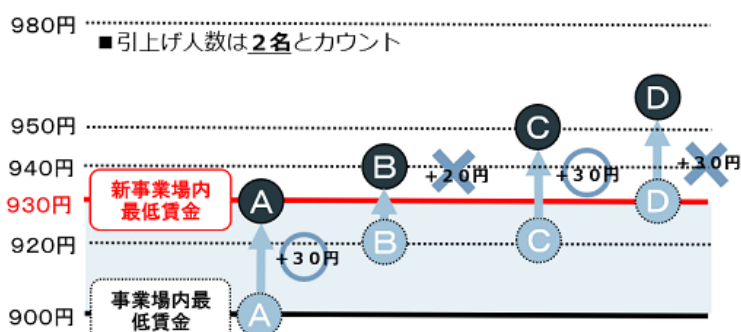 980円
■引上げ人数は2名とカウント
D
950円
C
940円
B
+20円
+30円
+30円
新事業場内
最低賃金
930円
A
D
920円
B
C
+30円
事業場内最
低賃金
900円
A